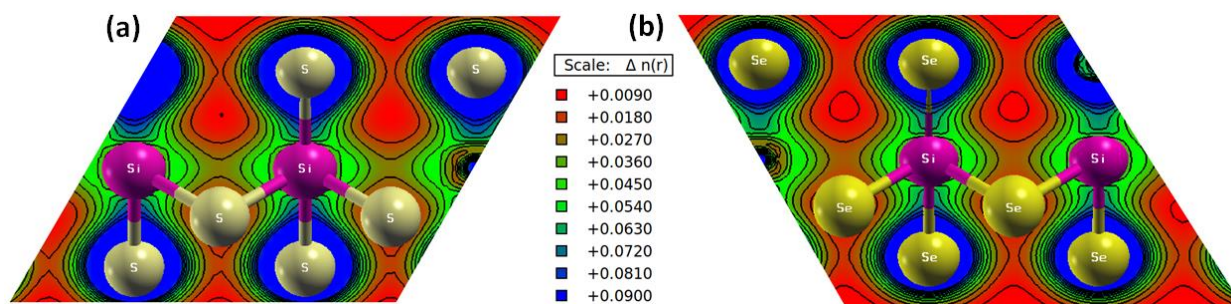 (a)
S
S
Si
Si
S
S
S
S
Scale: Δ n(r)
+0.0090
+0.0180
+0.0270
+0.0360
+0.0450
+0.0540
+0.0630
+0.0720
+0.0810
+0.0900
(b)
Se
Se
Si
Si
Se
Se
Se
Se